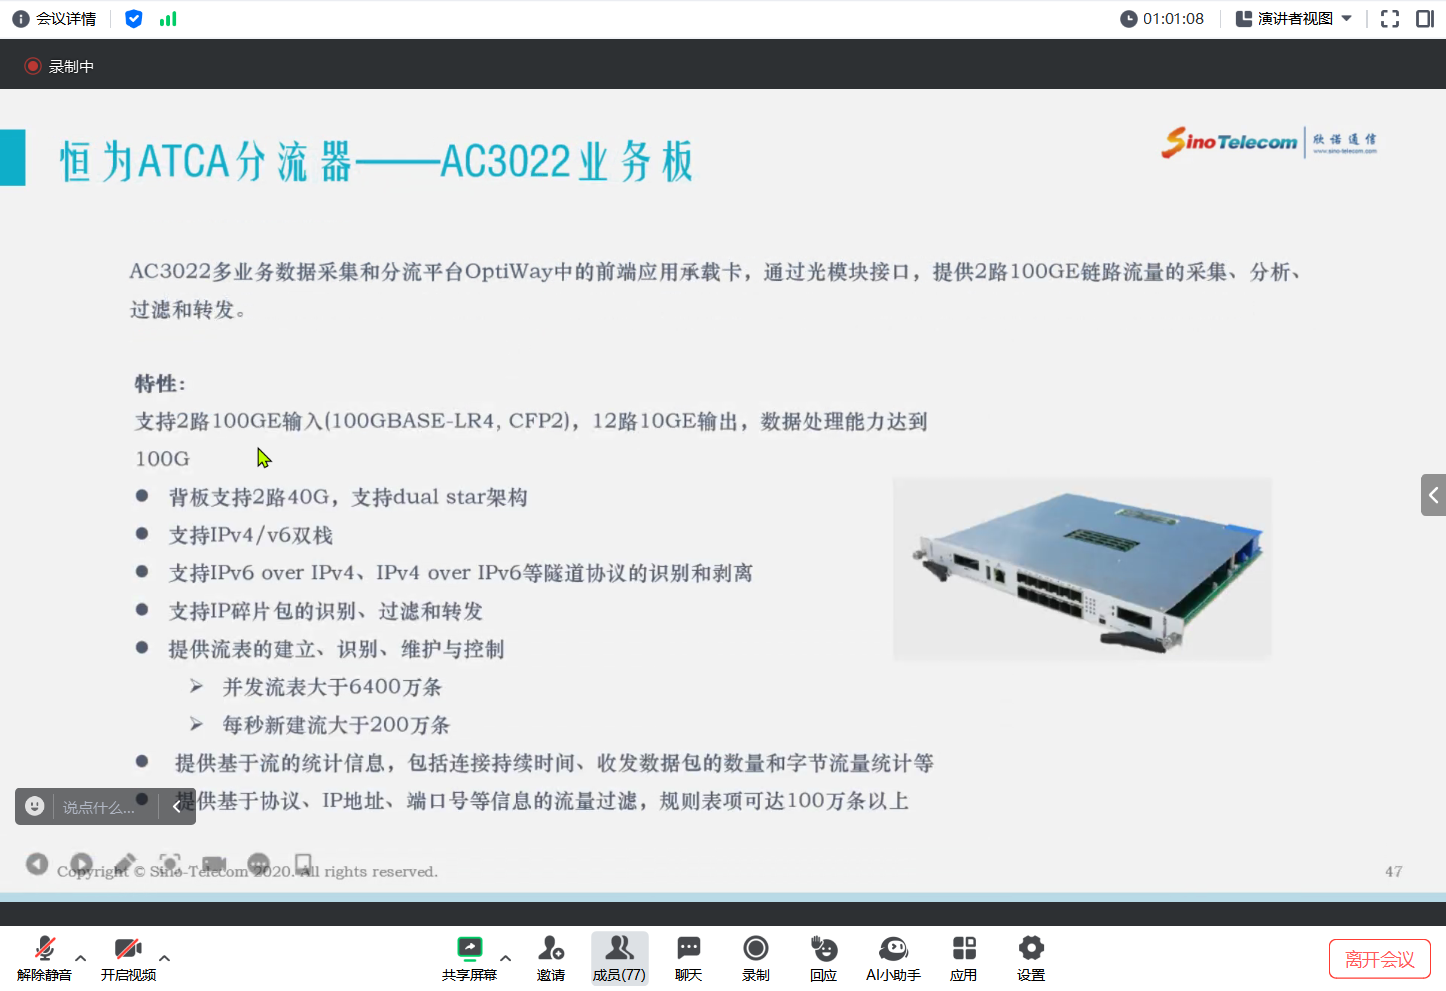 会议详情
01:01:08
演讲者视图
录制中
恒为ATCA分流器——AC3022业务板
SinoTelecom 欣诺通信
www.sino-telecom.com
AC3022多业务数据采集和分流平台OptiWay中的前端应用承载卡，通过光模块接口，提供2路100GE链路流量的采集、分析、
过滤和转发。
特性：
支持2路100GE输入(100GBASE-LR4, CFP2)，12路10GE输出，数据处理能力达到
100G
● 背板支持2路40G，支持dual star架构
● 支持IPv4/v6双栈
● 支持IPv6 over IPv4、IPv4 over IPv6等隧道协议的识别和剥离
● 支持IP碎片包的识别、过滤和转发
● 提供流表的建立、识别、维护与控制
➢ 并发流表大于6400万条
➢ 每秒新建流大于200万条
● 提供基于流的统计信息，包括连接持续时间、收发数据包的数量和字节流量统计等
● 提供基于协议、IP地址、端口号等信息的流量过滤，规则表项可达100万条以上
说点什么...
Copyright © Sino-Telecom 2020. All rights reserved.
47
解除静音
开启视频
共享屏幕
邀请
成员(77)
聊天
录制
回应
AI小助手
应用
设置
离开会议